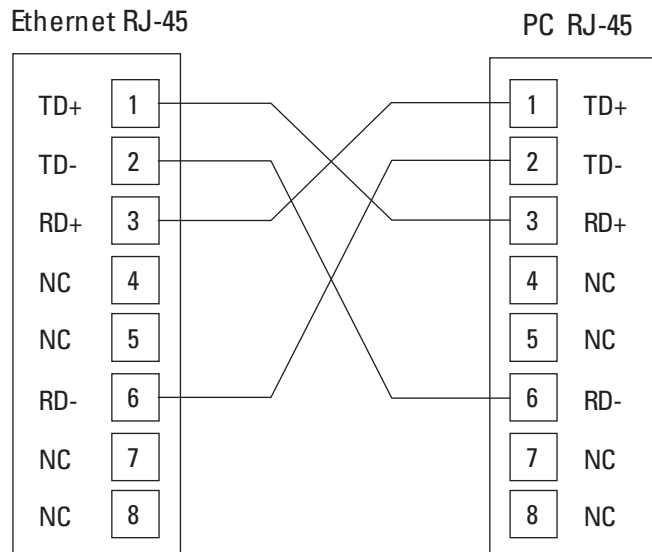 Ethernet RJ-45 PC RJ-45
TD+ 1 1 TD+
TD- 2 2 TD-
RD+ 3 3 RD+
NC 4 4 NC
NC 5 5 NC
RD- 6 6 RD-
NC 7 7 NC
NC 8 8 NC